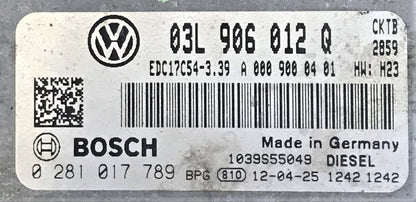 03L 906 012 Q
CKTB
2859
EDC17C54-3.39 A 000 900 04 01 HW: H23
BOSCH
Made in Germany
1039S55049 DIESEL
0 281 017 789
BPG 810 12-04-25 1242 1242